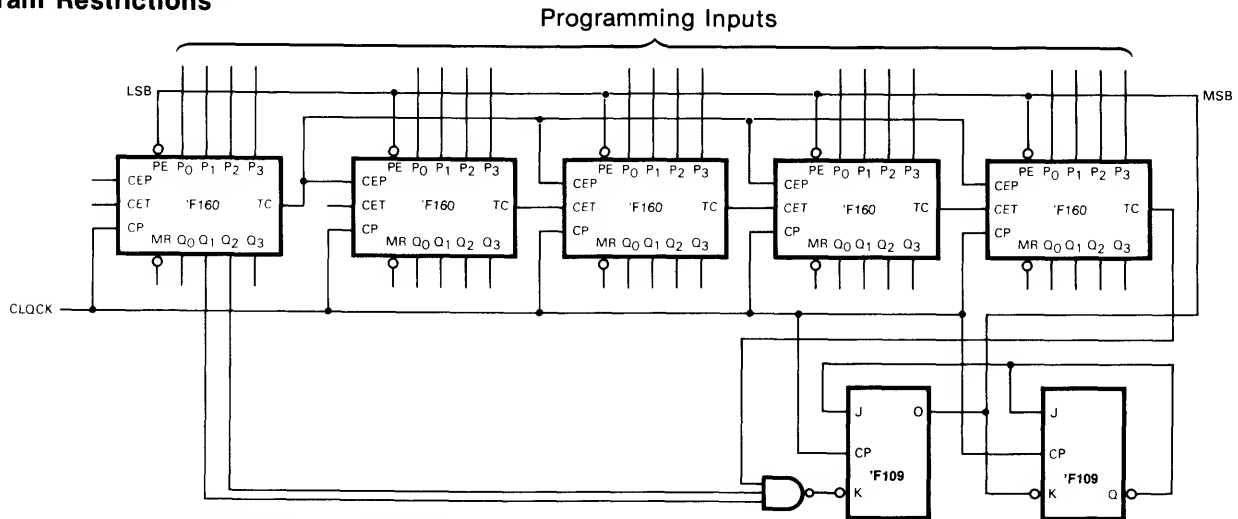 ram Restrictions
Programming Inputs
LSB
MSB
PE P0 P1 P2 P3
PE P0 P1 P2 P3
PE P0 P1 P2 P3
PE P0 P1 P2 P3
PE P0 P1 P2 P3
CEP
CET 'F160 TC
CP
MR Q0 Q1 Q2 Q3
CEP
CET 'F160 TC
CP
MR Q0 Q1 Q2 Q3
CEP
CET 'F160 TC
CP
MR Q0 Q1 Q2 Q3
CEP
CET 'F160 TC
CP
MR Q0 Q1 Q2 Q3
CEP
CET 'F160 TC
CP
MR Q0 Q1 Q2 Q3
CLOCK
J O
CP
'F109
K
J
CP
'F109
K Q